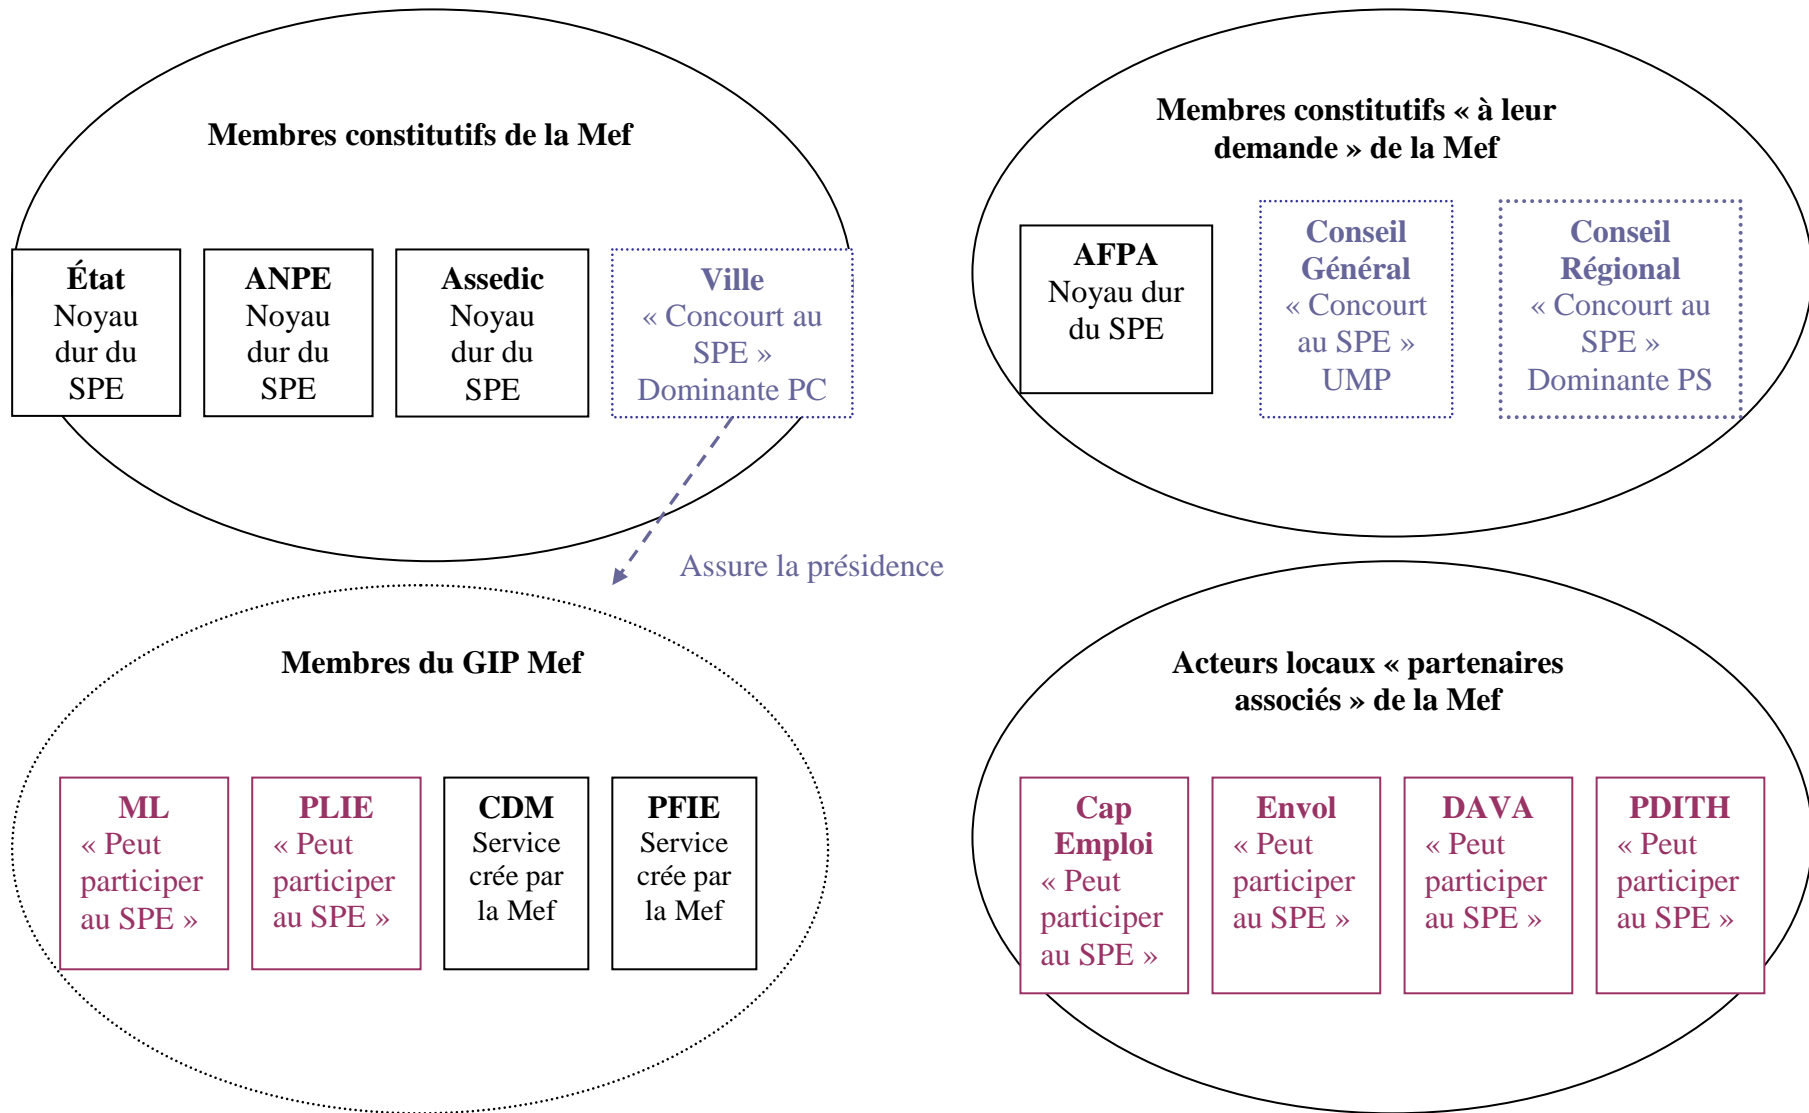 Membres constitutifs de la Mef
État
Noyau
dur du
SPE
ANPE
Noyau
dur du
SPE
Assedic
Noyau
dur du
SPE
Ville
« Concourt au
SPE »
Dominante PC
Membres constitutifs « à leur
demande » de la Mef
AFPA
Noyau dur
du SPE
Conseil
Général
« Concourt
au SPE »
UMP
Conseil
Régional
« Concourt au
SPE »
Dominante PS
Assure la présidence
Membres du GIP Mef
ML
« Peut
participer
au SPE »
PLIE
« Peut
participer
au SPE »
CDM
Service
crée par
la Mef
PFIE
Service
crée par
la Mef
Acteurs locaux « partenaires
associés » de la Mef
Cap
Emploi
« Peut
participer
au SPE »
Envol
« Peut
participer
au SPE »
DAVA
« Peut
participer
au SPE »
PDITH
« Peut
participer
au SPE »